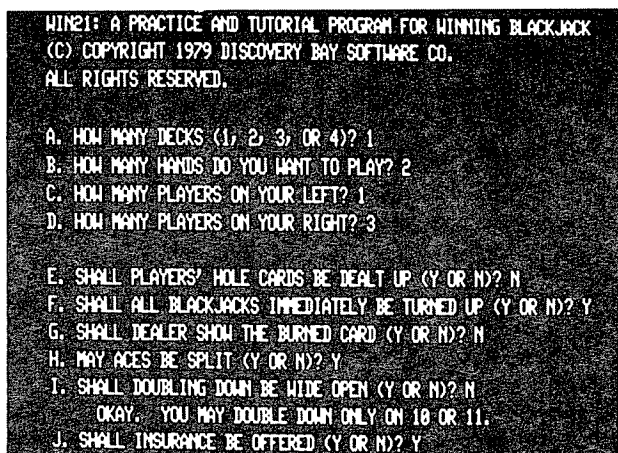 WIN21: A PRACTICE AND TUTORIAL PROGRAM FOR WINNING BLACKJACK
(C) COPYRIGHT 1979 DISCOVERY BAY SOFTWARE CO.
ALL RIGHTS RESERVED.
A. HOW MANY DECKS (1, 2, 3, OR 4)? 1
B. HOW MANY HANDS DO YOU WANT TO PLAY? 2
C. HOW MANY PLAYERS ON YOUR LEFT? 1
D. HOW MANY PLAYERS ON YOUR RIGHT? 3
E. SHALL PLAYERS' HOLE CARDS BE DEALT UP (Y OR N)? N
F. SHALL ALL BLACKJACKS IMMEDIATELY BE TURNED UP (Y OR N)? Y
G. SHALL DEALER SHOW THE BURNED CARD (Y OR N)? N
H. MAY ACES BE SPLIT (Y OR N)? Y
I. SHALL DOUBLING DOWN BE WIDE OPEN (Y OR N)? N
OKAY. YOU MAY DOUBLE DOWN ONLY ON 10 OR 11.
J. SHALL INSURANCE BE OFFERED (Y OR N)? Y